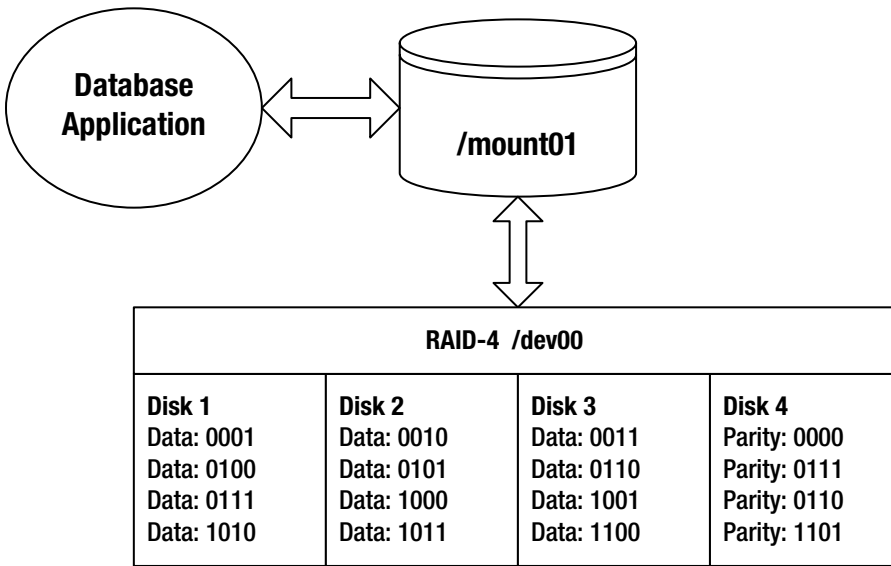 Database
Application
/mount01
RAID-4 /dev00
Disk 1
Data: 0001
Data: 0100
Data: 0111
Data: 1010
Disk 2
Data: 0010
Data: 0101
Data: 1000
Data: 1011
Disk 3
Data: 0011
Data: 0110
Data: 1001
Data: 1100
Disk 4
Parity: 0000
Parity: 0111
Parity: 0110
Parity: 1101